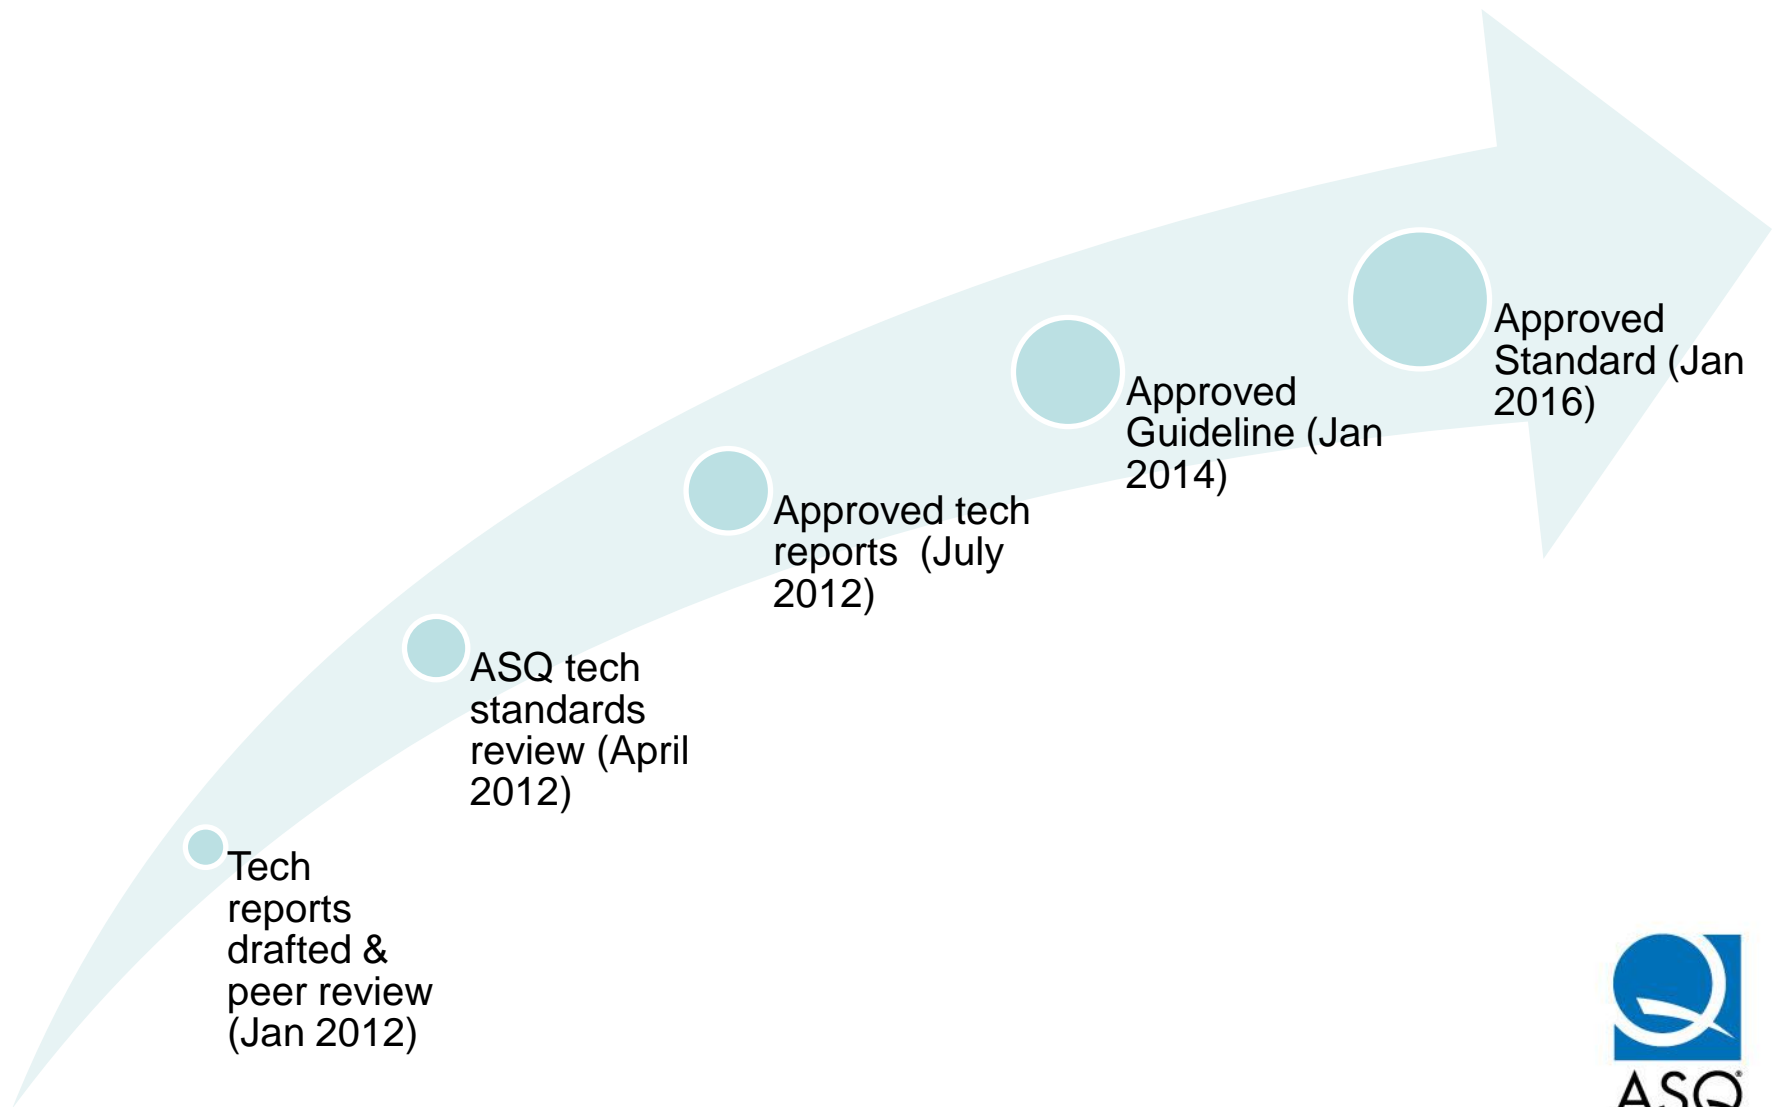 Tech
reports
drafted &
peer review
(Jan 2012)
ASQ tech
standards
review (April
2012)
Approved tech
reports  (July
2012)
Approved
Guideline (Jan
2014)
Approved
Standard (Jan
2016)
ASQ®